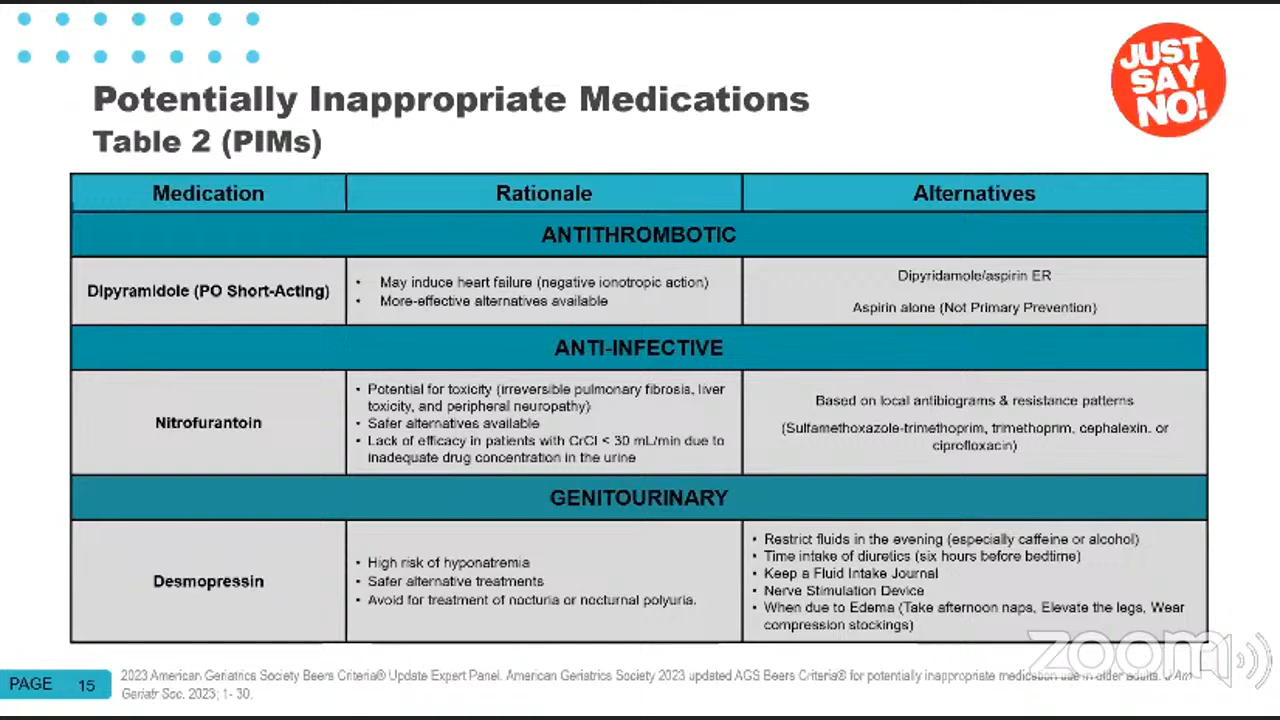 JUST
SAY
NO!
Potentially Inappropriate Medications
Table 2 (PIMs)
Medication Rationale Alternatives
ANTITHROMBOTIC
Dipyramidole (PO Short-Acting)
• May induce heart failure (negative ionotropic action)
• More-effective alternatives available
Dipyridamole/aspirin ER
Aspirin alone (Not Primary Prevention)
ANTI-INFECTIVE
Nitrofurantoin
• Potential for toxicity (irreversible pulmonary fibrosis, liver
toxicity, and peripheral neuropathy)
• Safer alternatives available
• Lack of efficacy in patients with CrCl < 30 mL/min due to
inadequate drug concentration in the urine
Based on local antibiograms & resistance patterns
(Sulfamethoxazole-trimethoprim, trimethoprim, cephalexin. or
ciprofloxacin)
GENITOURINARY
Desmopressin
• High risk of hyponatremia
• Safer alternative treatments
• Avoid for treatment of nocturia or nocturnal polyuria.
• Restrict fluids in the evening (especially caffeine or alcohol)
• Time intake of diuretics (six hours before bedtime)
• Keep a Fluid Intake Journal
• Nerve Stimulation Device
• When due to Edema (Take afternoon naps, Elevate the legs, Wear
compression stockings)
zoom
PAGE 15
2023 American Geriatrics Society Beers Criteria® Update Expert Panel. American Geriatrics Society 2023 updated AGS Beers Criteria® for potentially inappropriate medication use in older adults. J Am
Geriatr Soc. 2023; 1- 30.